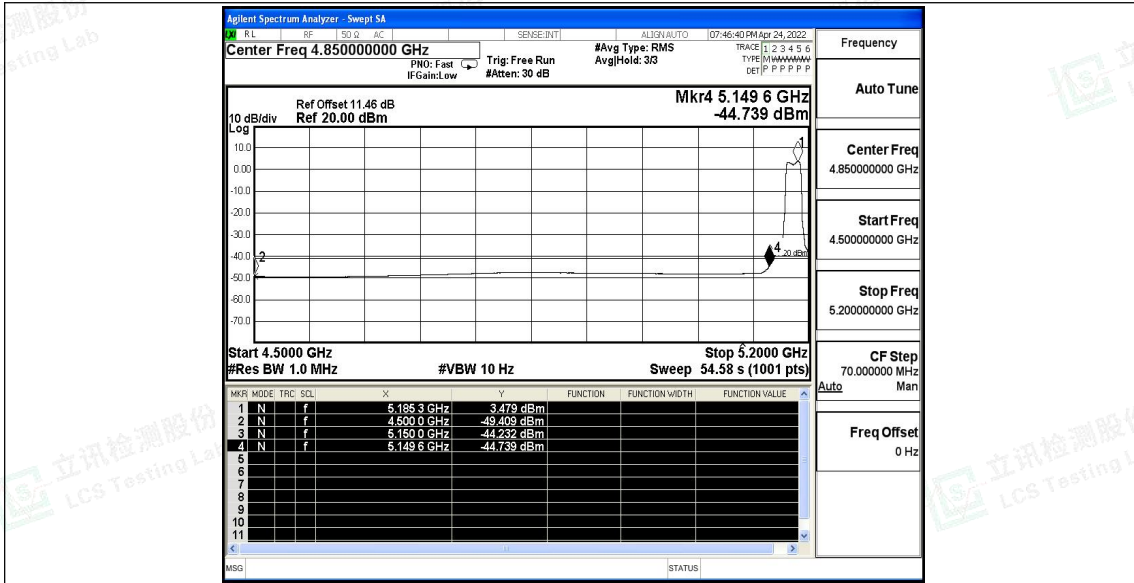 Agilent Spectrum Analyzer - Swept SA
RL RF 50 Ω AC SENSE:INT ALIGN AUTO 07:46:40 PM Apr 24, 2022
Center Freq 4.850000000 GHz
PNO: Fast
IFGain:Low
Trig: Free Run
#Atten: 30 dB
#Avg Type: RMS
Avg|Hold: 3/3
TRACE 1 2 3 4 5 6
TYPE M
DET P P P P P P
Mkr4 5.149 6 GHz
-44.739 dBm
Ref Offset 11.46 dB
10 dB/div Ref 20.00 dBm
Log
10.0
0.00
-10.0
-20.0
-30.0
-40.0
-50.0
-60.0
-70.0
1
2
4
Start 4.5000 GHz Stop 5.2000 GHz
#Res BW 1.0 MHz #VBW 10 Hz Sweep 54.58 s (1001 pts)
MKR MODE TRC SCL X Y FUNCTION FUNCTION WIDTH FUNCTION VALUE
1 N f 5.185 3 GHz 3.479 dBm
2 N f 4.500 0 GHz -49.409 dBm
3 N f 5.150 0 GHz -44.232 dBm
4 N f 5.149 6 GHz -44.739 dBm
5
6
7
8
9
10
11
MSG STATUS
Frequency
Auto Tune
Center Freq
4.850000000 GHz
Start Freq
4.500000000 GHz
Stop Freq
5.200000000 GHz
CF Step
70.000000 MHz
Auto Man
Freq Offset
0 Hz
立讯检测股份
LCS Testing Lab
立讯检测股份
LCS Testing L